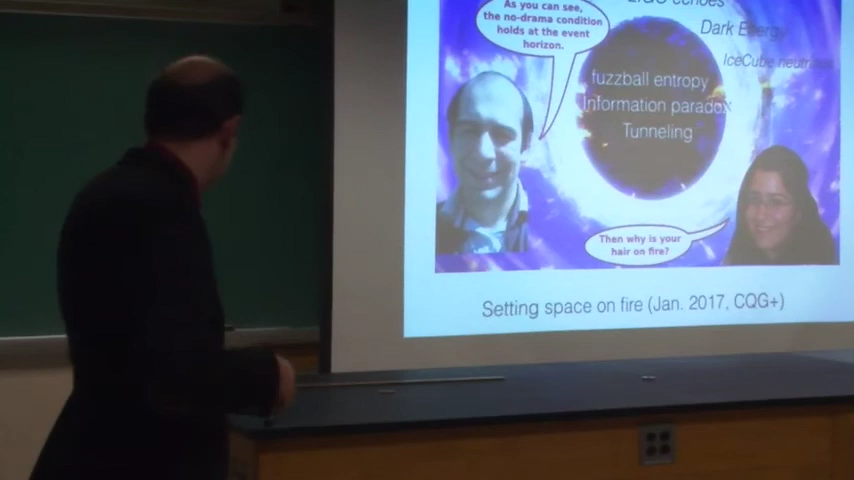 As you can see,
the no-drama condition
holds at the event
horizon.
echoes
Dark Energy
IceCube
fuzzball entropy
Information paradox
Tunneling
Then why is your
hair on fire?
Setting space on fire (Jan. 2017, CQG+)